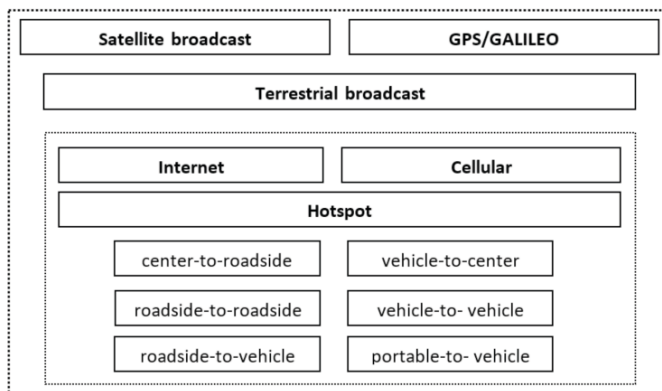 Satellite broadcast
GPS/GALILEO
Terrestrial broadcast
Internet
Cellular
Hotspot
center-to-roadside
vehicle-to-center
roadside-to-roadside
vehicle-to- vehicle
roadside-to-vehicle
portable-to- vehicle